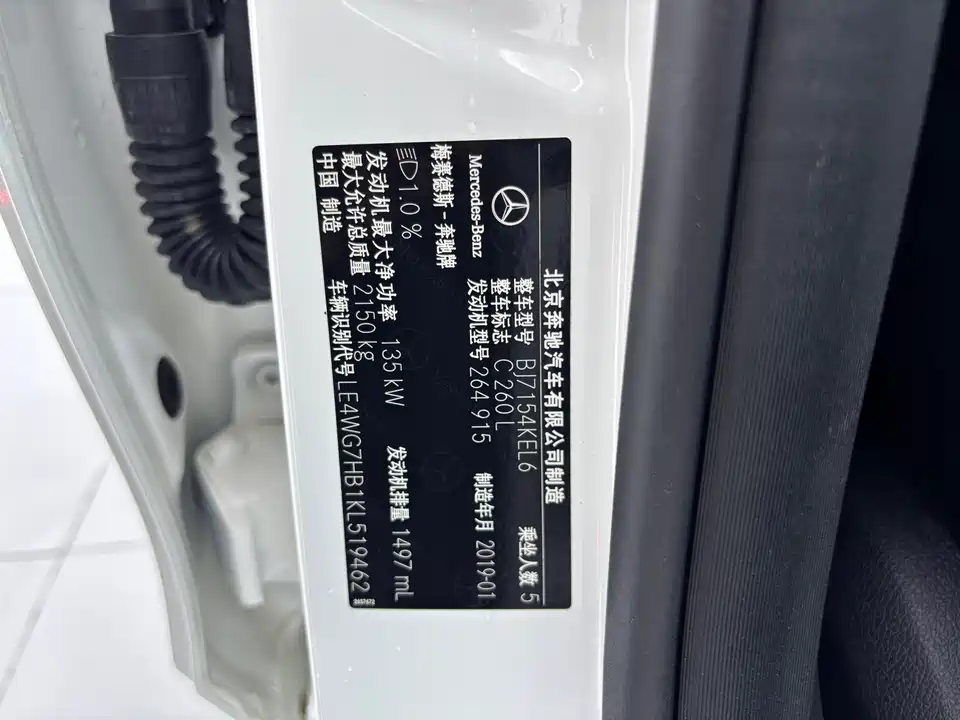 北京奔驰汽车有限公司制造
Mercedes-Benz
梅赛德斯-奔驰牌
整车型号 BJ7154KEL6 乘坐人数 5
整车标志 C 260 L
发动机型号 264 915 制造年月 2019-01
1.0 %
发动机最大净功率 135 kW 发动机排量 1497 mL
最大允许总质量 2150 kg
中国 制造 车辆识别代号 LE4WG7HB1KL519462